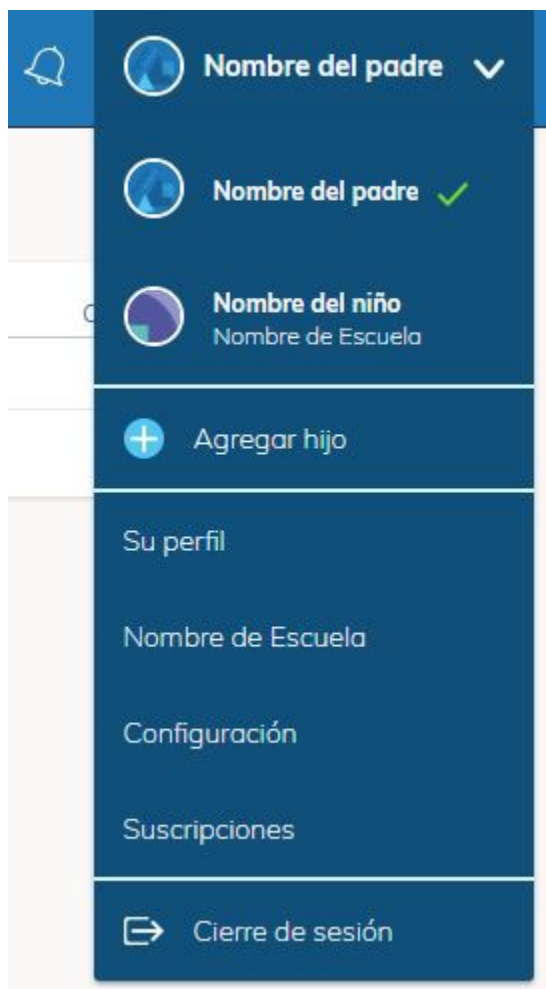 Nombre del padre
Nombre del padre
Nombre del niño
Nombre de Escuela
Agregar hijo
Su perfil
Nombre de Escuela
Configuración
Suscripciones
Cierre de sesión